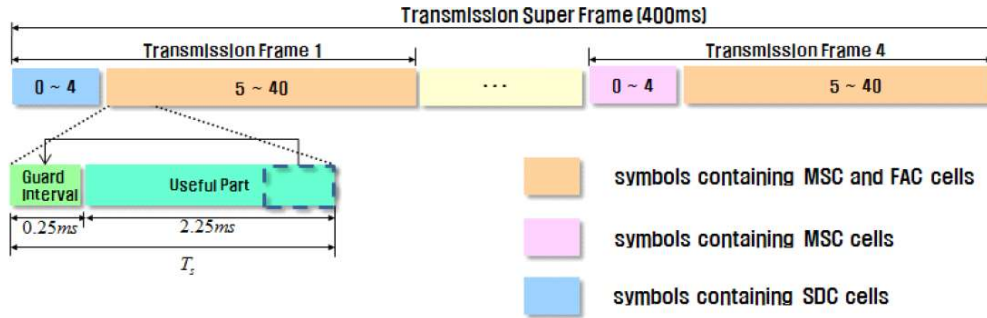 Transmission Super Frame (400ms)
Transmission Frame 1
Transmission Frame 4
0 ~ 4
5 ~ 40
...
0 ~ 4
5 ~ 40
Guard
Interval
Useful Part
0.25ms
2.25ms
Ts
symbols containing MSC and FAC cells
symbols containing MSC cells
symbols containing SDC cells